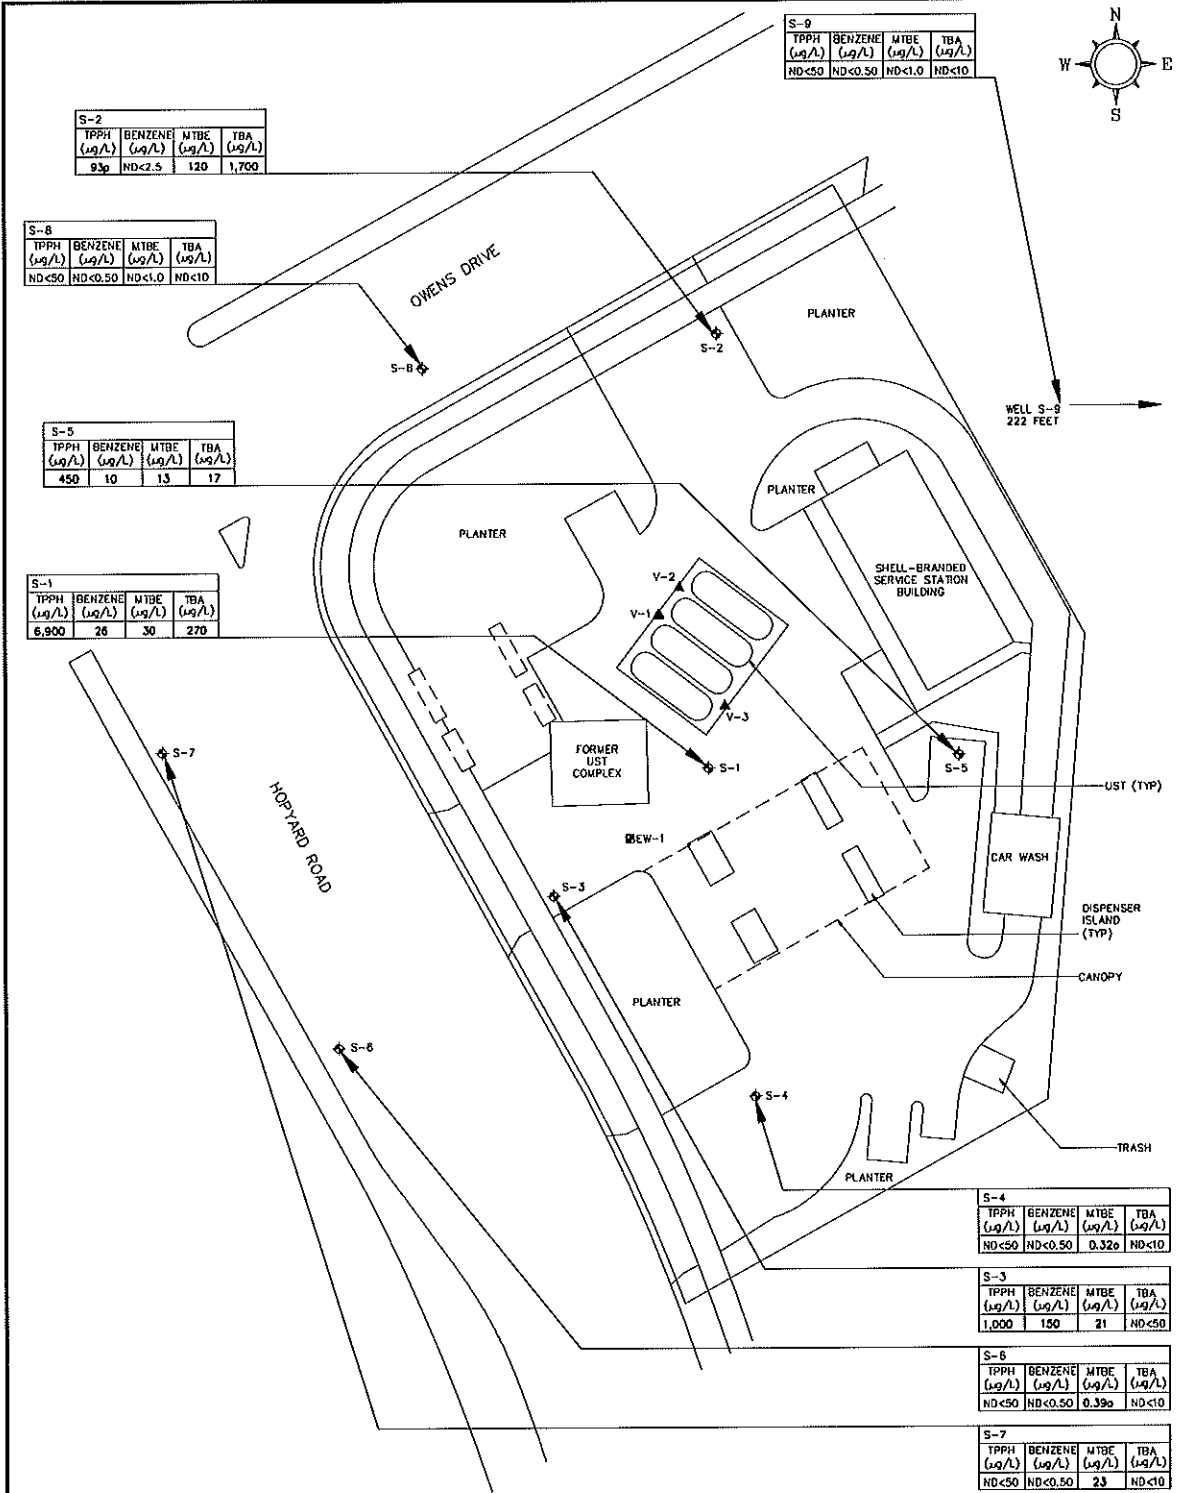 S-9
TPPH (µg/L) BENZENE (µg/L) MTBE (µg/L) TBA (µg/L)
ND<50 ND<0.50 ND<1.0 ND<10
N
W E
S
S-2
TPPH (µg/L) BENZENE (µg/L) MTBE (µg/L) TBA (µg/L)
93p ND<2.5 120 1,700
S-8
TPPH (µg/L) BENZENE (µg/L) MTBE (µg/L) TBA (µg/L)
ND<50 ND<0.50 ND<1.0 ND<10
OWENS DRIVE
PLANTER
S-2
S-8
WELL S-9
222 FEET
S-5
TPPH (µg/L) BENZENE (µg/L) MTBE (µg/L) TBA (µg/L)
450 10 13 17
PLANTER
PLANTER
SHELL-BRANDED
SERVICE STATION
BUILDING
V-2
V-1
S-1
TPPH (µg/L) BENZENE (µg/L) MTBE (µg/L) TBA (µg/L)
6,900 26 30 270
V-3
FORMER
UST
COMPLEX
S-7
S-1
S-5
UST (TYP)
HOPYARD ROAD
EW-1
CAR WASH
S-3
DISPENSER
ISLAND
(TYP)
CANOPY
PLANTER
S-6
S-4
TRASH
PLANTER
S-4
TPPH (µg/L) BENZENE (µg/L) MTBE (µg/L) TBA (µg/L)
ND<50 ND<0.50 0.32o ND<10
S-3
TPPH (µg/L) BENZENE (µg/L) MTBE (µg/L) TBA (µg/L)
1,000 150 21 ND<50
S-6
TPPH (µg/L) BENZENE (µg/L) MTBE (µg/L) TBA (µg/L)
ND<50 ND<0.50 0.39o ND<10
S-7
TPPH (µg/L) BENZENE (µg/L) MTBE (µg/L) TBA (µg/L)
ND<50 ND<0.50 23 ND<10